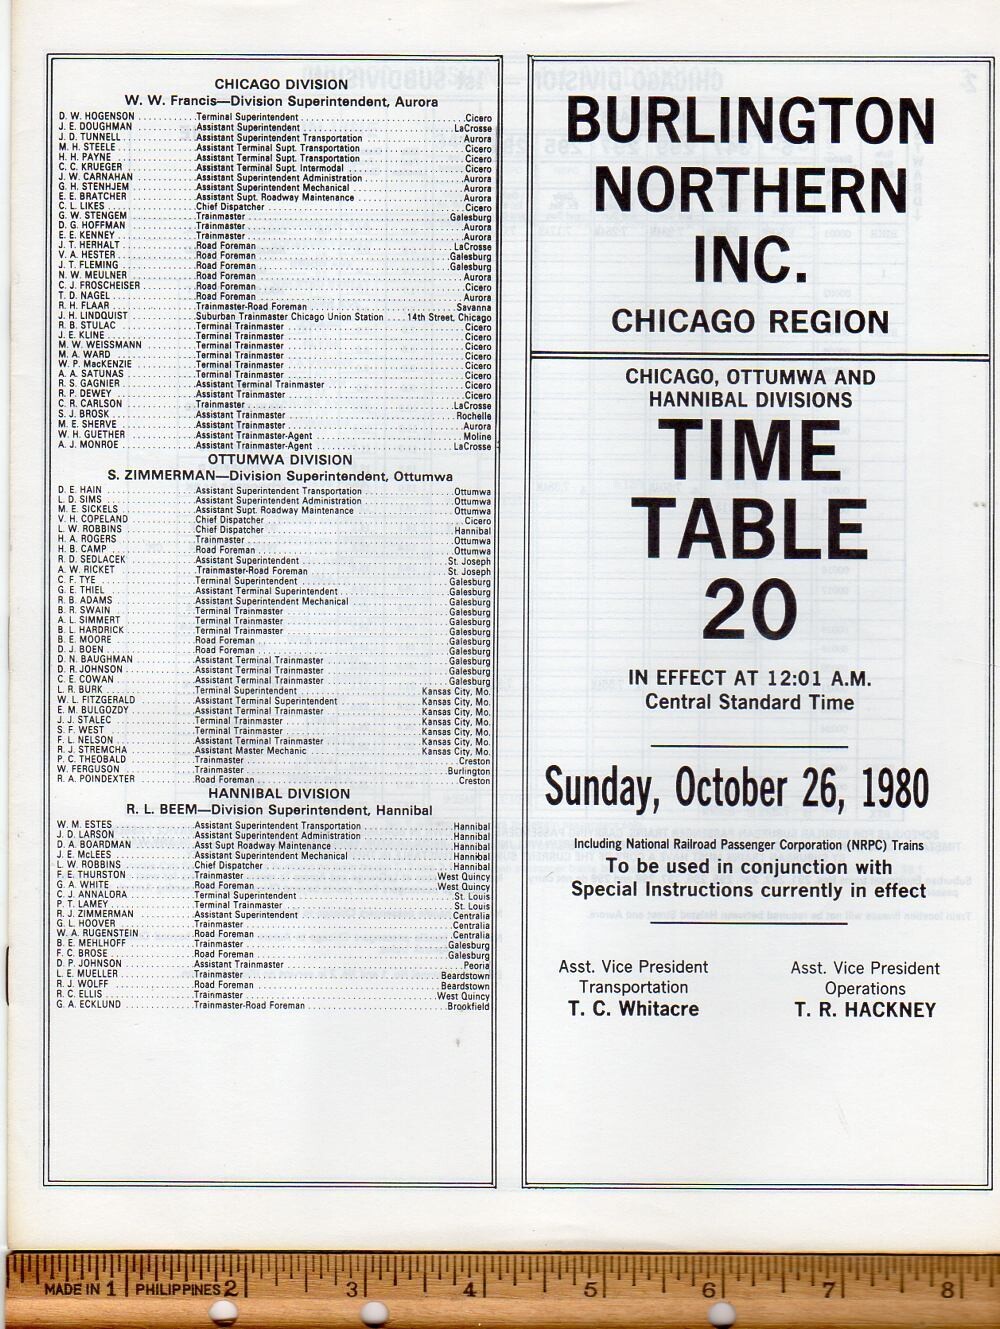 CHICAGO DIVISION
W. W. Francis—Division Superintendent, Aurora
D. W. HOGENSON Terminal Superintendent Cicero
J. E. DOUGHMAN Assistant Superintendent LaCrosse
J. D. TUNNELL Assistant Superintendent Transportation Aurora
M. H. STEELE Assistant Terminal Supt. Transportation Cicero
H. H. PAYNE Assistant Terminal Supt. Transportation Cicero
C. C. KRUEGER Assistant Terminal Supt. Intermodal Cicero
J. W. CARNAHAN Assistant Superintendent Administration Aurora
G. H. STENHJEM Assistant Superintendent Mechanical Aurora
E. E. BRATCHER Assistant Supt. Roadway Maintenance Aurora
C. L. LIKES Chief Dispatcher Cicero
G. W. STENGEM Trainmaster Galesburg
D. G. HOFFMAN Trainmaster Aurora
E. E. KENNEY Trainmaster Aurora
J. T. HERHALT Road Foreman LaCrosse
V. A. HESTER Road Foreman Galesburg
J. T. FLEMING Road Foreman Galesburg
N. W. MEULNER Road Foreman Aurora
C. J. FROSCHEISER Road Foreman Cicero
T. D. NAGEL Road Foreman Aurora
R. H. FLAAR Trainmaster-Road Foreman Savanna
J. H. LINDQUIST Suburban Trainmaster Chicago Union Station 14th Street, Chicago
R. B. STULAC Terminal Trainmaster Cicero
J. E. KLINE Terminal Trainmaster Cicero
M. W. WEISSMANN Terminal Trainmaster Cicero
M. A. WARD Terminal Trainmaster Cicero
W. P. MacKENZIE Terminal Trainmaster Cicero
A. A. SATUNAS Terminal Trainmaster Cicero
R. S. GAGNIER Assistant Terminal Trainmaster Cicero
R. P. DEWEY Assistant Terminal Trainmaster Cicero
C. R. CARLSON Trainmaster LaCrosse
S. J. BROSK Assistant Trainmaster Rochelle
M. E. SHERVE Assistant Trainmaster Aurora
W. H. GUETHER Assistant Trainmaster-Agent Moline
A. J. MONROE Assistant Trainmaster-Agent LaCrosse
OTTUMWA DIVISION
S. ZIMMERMAN—Division Superintendent, Ottumwa
D. E. HAIN Assistant Superintendent Transportation Ottumwa
L. D. SIMS Assistant Superintendent Administration Ottumwa
M. E. SICKELS Assistant Supt. Roadway Maintenance Ottumwa
V. H. COPELAND Chief Dispatcher Cicero
L. W. ROBBINS Chief Dispatcher Hannibal
H. A. ROGERS Trainmaster Ottumwa
H. B. CAMP Road Foreman Ottumwa
R. D. SEDLACEK Assistant Superintendent St. Joseph
A. W. RICKET Trainmaster-Road Foreman St. Joseph
C. F. TYE Terminal Superintendent Galesburg
G. E. THIEL Assistant Terminal Superintendent Galesburg
R. B. ADAMS Assistant Superintendent Mechanical Galesburg
B. R. SWAIN Terminal Trainmaster Galesburg
A. L. SIMMERT Terminal Trainmaster Galesburg
B. L. HARDRICK Terminal Trainmaster Galesburg
B. E. MOORE Road Foreman Galesburg
D. J. BOEN Road Foreman Galesburg
D. N. BAUGHMAN Assistant Terminal Trainmaster Galesburg
D. R. JOHNSON Assistant Terminal Trainmaster Galesburg
C. E. COWAN Assistant Terminal Trainmaster Galesburg
L. R. BURK Terminal Superintendent Kansas City, Mo.
W. L. FITZGERALD Assistant Terminal Superintendent Kansas City, Mo.
E. M. BULGOZDY Assistant Terminal Trainmaster Kansas City, Mo.
J. J. STALEC Terminal Trainmaster Kansas City, Mo.
S. F. WEST Terminal Trainmaster Kansas City, Mo.
F. L. NELSON Assistant Terminal Trainmaster Kansas City, Mo.
R. J. STREMCHA Assistant Master Mechanic Kansas City, Mo.
P. C. THEOBALD Trainmaster Creston
W. FERGUSON Trainmaster Burlington
R. A. POINDEXTER Road Foreman Creston
HANNIBAL DIVISION
R. L. BEEM—Division Superintendent, Hannibal
W. M. ESTES Assistant Superintendent Transportation Hannibal
J. D. LARSON Assistant Superintendent Administration Hannibal
D. A. BOARDMAN Asst Supt Roadway Maintenance Hannibal
J. E. McLEES Assistant Superintendent Mechanical Hannibal
L. W. ROBBINS Chief Dispatcher Hannibal
F. E. THURSTON Trainmaster West Quincy
G. A. WHITE Road Foreman West Quincy
C. J. ANNALORA Terminal Superintendent St. Louis
P. T. LAMEY Terminal Trainmaster St. Louis
R. J. ZIMMERMAN Assistant Superintendent Centralia
G. L. HOOVER Trainmaster Centralia
W. A. RUGENSTEIN Road Foreman Centralia
B. E. MEHLHOFF Trainmaster Galesburg
F. C. BROSE Road Foreman Galesburg
D. P. JOHNSON Assistant Trainmaster Peoria
L. E. MUELLER Trainmaster Beardstown
R. J. WOLFF Road Foreman Beardstown
R. C. ELLIS Trainmaster West Quincy
G. A. ECKLUND Trainmaster-Road Foreman Brookfield
BURLINGTON
NORTHERN
INC.
CHICAGO REGION
CHICAGO, OTTUMWA AND
HANNIBAL DIVISIONS
TIME
TABLE
20
IN EFFECT AT 12:01 A.M.
Central Standard Time
Sunday, October 26, 1980
Including National Railroad Passenger Corporation (NRPC) Trains
To be used in conjunction with
Special Instructions currently in effect
Asst. Vice President
Transportation
T. C. Whitacre
Asst. Vice President
Operations
T. R. HACKNEY
MADE IN 1 PHILIPPINES 2 3 4 5 6 7 8